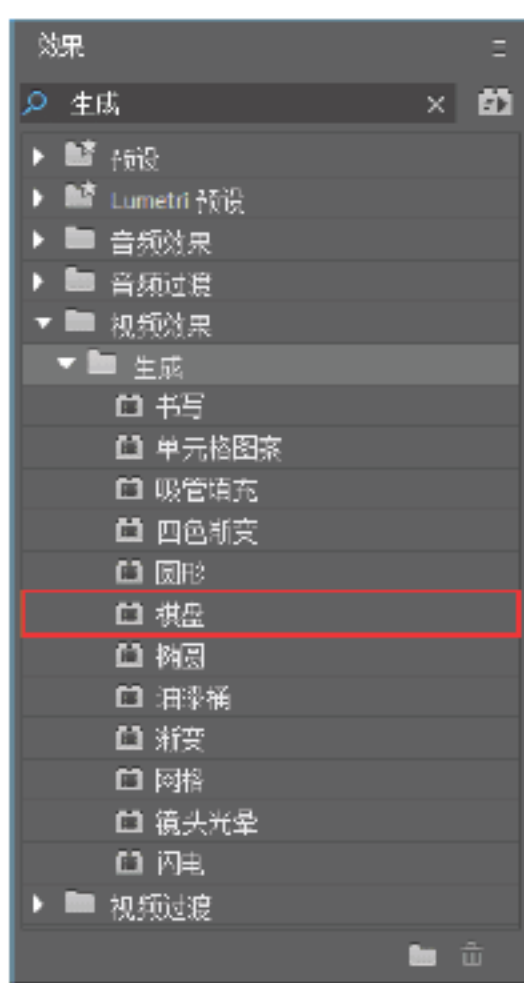 效果
生成
预设
Lumetri 预设
音频效果
音频过渡
视频效果
生成
书写
单元格图案
吸管填充
四色渐变
圆形
棋盘
椭圆
油漆桶
渐变
网格
镜头光晕
闪电
视频过渡